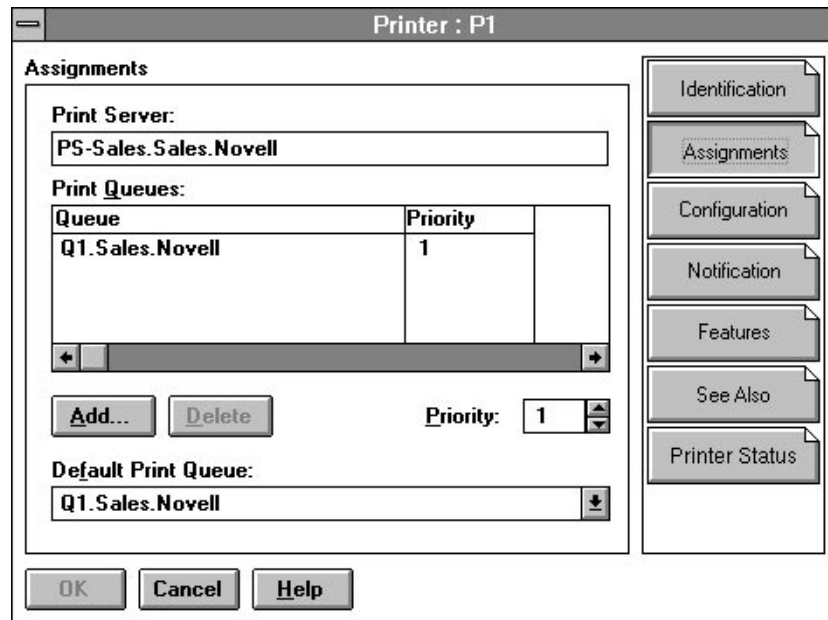 Printer : P1
Assignments
Print Server:
PS-Sales.Sales.Novell
Print Queues:
Queue Priority
Q1.Sales.Novell 1
Add... Delete Priority: 1
Default Print Queue:
Q1.Sales.Novell
OK Cancel Help
Identification
Assignments
Configuration
Notification
Features
See Also
Printer Status